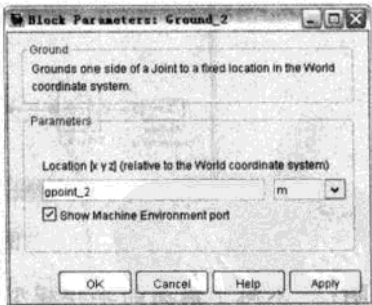 Block Parameters: Ground_2
Ground
Grounds one side of a Joint to a fixed location in the World
coordinate system.
Parameters
Location [x y z] (relative to the World coordinate system)
gpoint_2 m
Show Machine Environment port
OK Cancel Help Apply